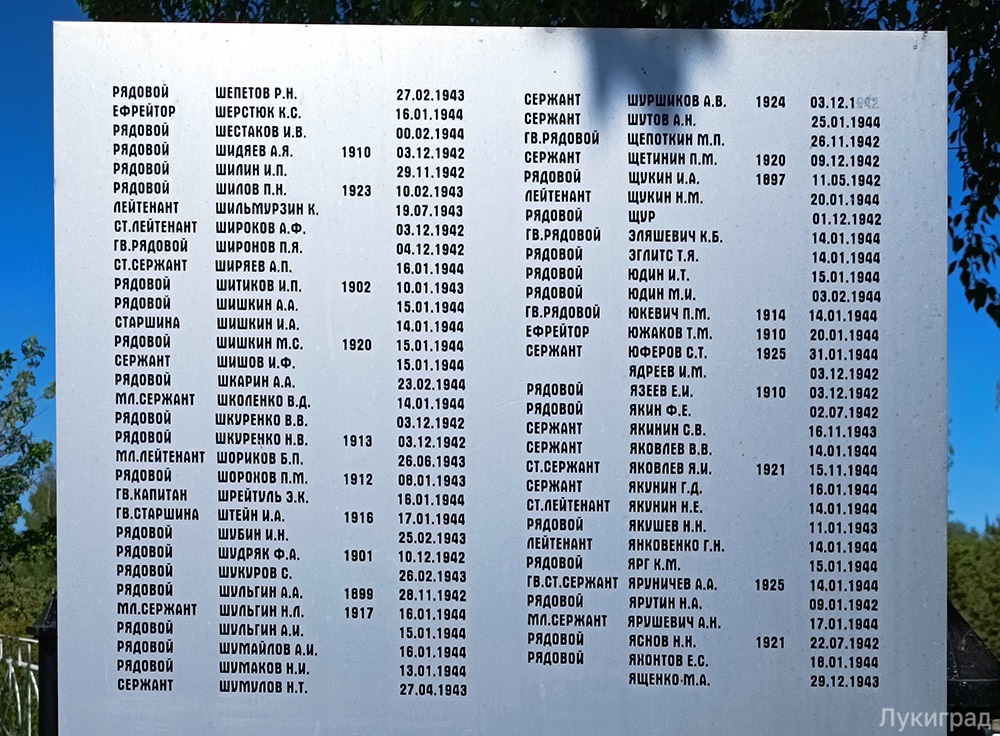 РЯДОВОЙ ШЕПЕТОВ Р.Н. 27.02.1943
ЕФРЕЙТОР ШЕРСТЮК К.С. 16.01.1944
РЯДОВОЙ ШЕСТАКОВ И.В. 00.02.1944
РЯДОВОЙ ШИДЯЕВ А.Я. 1910 03.12.1942
РЯДОВОЙ ШИЛИН И.П. 29.11.1942
РЯДОВОЙ ШИЛОВ П.Н. 1923 10.02.1943
ЛЕЙТЕНАНТ ШИЛЬМУРЗИН К. 19.07.1943
СТ.ЛЕЙТЕНАНТ ШИРОКОВ А.Ф. 03.12.1942
ГВ.РЯДОВОЙ ШИРОНОВ П.Я. 04.12.1942
СТ.СЕРЖАНТ ШИРЯЕВ А.П. 16.01.1944
РЯДОВОЙ ШИТИКОВ И.П. 1902 10.01.1943
РЯДОВОЙ ШИШКИН А.А. 15.01.1944
СТАРШИНА ШИШКИН И.А. 14.01.1944
РЯДОВОЙ ШИШКИН М.С. 1920 15.01.1944
СЕРЖАНТ ШИШОВ И.Ф. 15.01.1944
РЯДОВОЙ ШКАРИН А.А. 23.02.1944
МЛ.СЕРЖАНТ ШКОЛЕНКО В.Д. 14.01.1944
РЯДОВОЙ ШКУРЕНКО В.В. 03.12.1942
РЯДОВОЙ ШКУРЕНКО Н.В. 1913 03.12.1942
МЛ.ЛЕЙТЕНАНТ ШОРИКОВ Б.П. 26.06.1943
РЯДОВОЙ ШОРОХОВ П.М. 1912 08.01.1943
ГВ.КАПИТАН ШРЕЙТУЛЬ Э.К. 16.01.1944
ГВ.СТАРШИНА ШТЕЙН И.А. 1916 17.01.1944
РЯДОВОЙ ШУБИН И.Н. 25.02.1943
РЯДОВОЙ ШУДРЯК Ф.А. 1901 10.12.1942
РЯДОВОЙ ШУКУРОВ С. 26.02.1943
РЯДОВОЙ ШУЛЬГИН А.А. 1899 28.11.1942
МЛ.СЕРЖАНТ ШУЛЬГИН Н.Л. 1917 16.01.1944
РЯДОВОЙ ШУЛЬГИН А.И. 15.01.1944
РЯДОВОЙ ШУМАЙЛОВ А.И. 16.01.1944
РЯДОВОЙ ШУМАКОВ Н.И. 13.01.1944
СЕРЖАНТ ШУМУЛОВ Н.Т. 27.04.1943
СЕРЖАНТ ШУРШИКОВ А.В. 1924 03.12.1942
СЕРЖАНТ ШУТОВ А.Н. 25.01.1944
ГВ.РЯДОВОЙ ЩЕПОТКИН М.П. 26.11.1942
СЕРЖАНТ ЩЕТИНИН П.М. 1920 09.12.1942
РЯДОВОЙ ЩУКИН И.А. 1897 11.05.1942
ЛЕЙТЕНАНТ ЩУКИН Н.М. 20.01.1944
РЯДОВОЙ ЩУР 01.12.1942
ГВ.РЯДОВОЙ ЭЛЯШЕВИЧ К.Б. 14.01.1944
РЯДОВОЙ ЭГЛИТС Т.Я. 14.01.1944
РЯДОВОЙ ЮДИН И.Т. 15.01.1944
РЯДОВОЙ ЮДИН М.И. 03.02.1944
ГВ.РЯДОВОЙ ЮКЕВИЧ П.М. 1914 14.01.1944
ЕФРЕЙТОР ЮЖАКОВ Т.М. 1910 20.01.1944
СЕРЖАНТ ЮФЕРОВ С.Т. 1925 31.01.1944
ЯДРЕЕВ И.М. 03.12.1942
РЯДОВОЙ ЯЗЕЕВ Е.И. 1910 03.12.1942
РЯДОВОЙ ЯКИН Ф.Е. 02.07.1942
СЕРЖАНТ ЯКИНИН С.В. 16.11.1943
СЕРЖАНТ ЯКОВЛЕВ В.В. 14.01.1944
СТ.СЕРЖАНТ ЯКОВЛЕВ Я.И. 1921 15.11.1944
СЕРЖАНТ ЯКУНИН Г.Д. 16.01.1944
СТ.ЛЕЙТЕНАНТ ЯКУНИН Н.Е. 14.01.1944
РЯДОВОЙ ЯКУШЕВ Н.Н. 11.01.1943
ЛЕЙТЕНАНТ ЯНКОВЕНКО Г.Н. 14.01.1944
РЯДОВОЙ ЯРГ К.М. 15.01.1944
ГВ.СТ.СЕРЖАНТ ЯРУНИЧЕВ А.А. 1925 14.01.1944
РЯДОВОЙ ЯРУТИН Н.А. 09.01.1942
МЛ.СЕРЖАНТ ЯРУШЕВИЧ А.Н. 17.01.1944
РЯДОВОЙ ЯСНОВ Н.Н. 1921 22.07.1942
РЯДОВОЙ ЯХОНТОВ Е.С. 18.01.1944
ЯЩЕНКО М.А. 29.12.1943
Лукиград